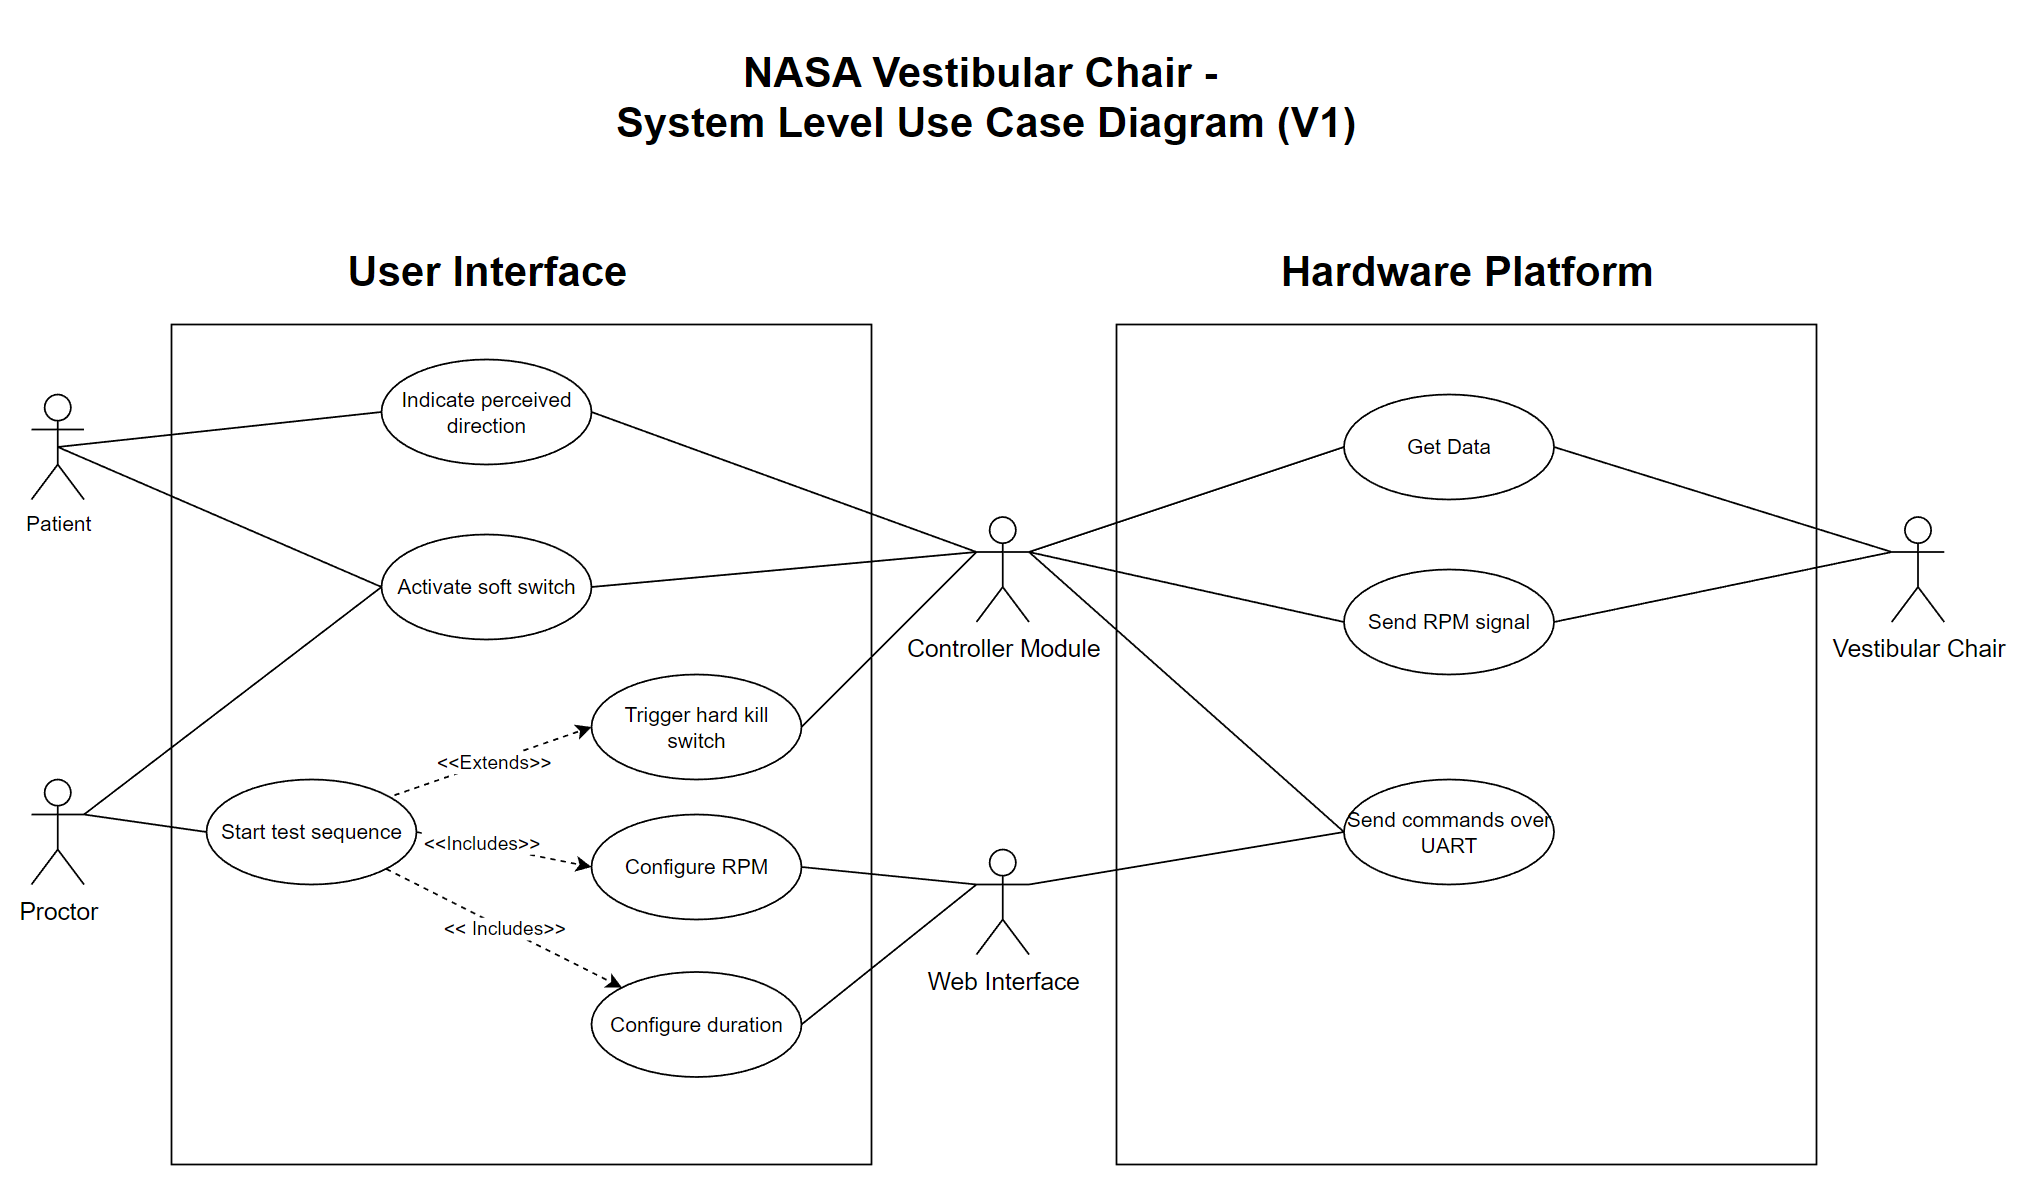 NASA Vestibular Chair -
System Level Use Case Diagram (V1)
User Interface
Hardware Platform
Indicate perceived
direction
Get Data
Patient
Activate soft switch
Controller Module
Send RPM signal
Vestibular Chair
Trigger hard kill
switch
<<Extends>>
Start test sequence
<<Includes>>
Configure RPM
Send commands over
UART
Proctor
<< Includes>>
Web Interface
Configure duration